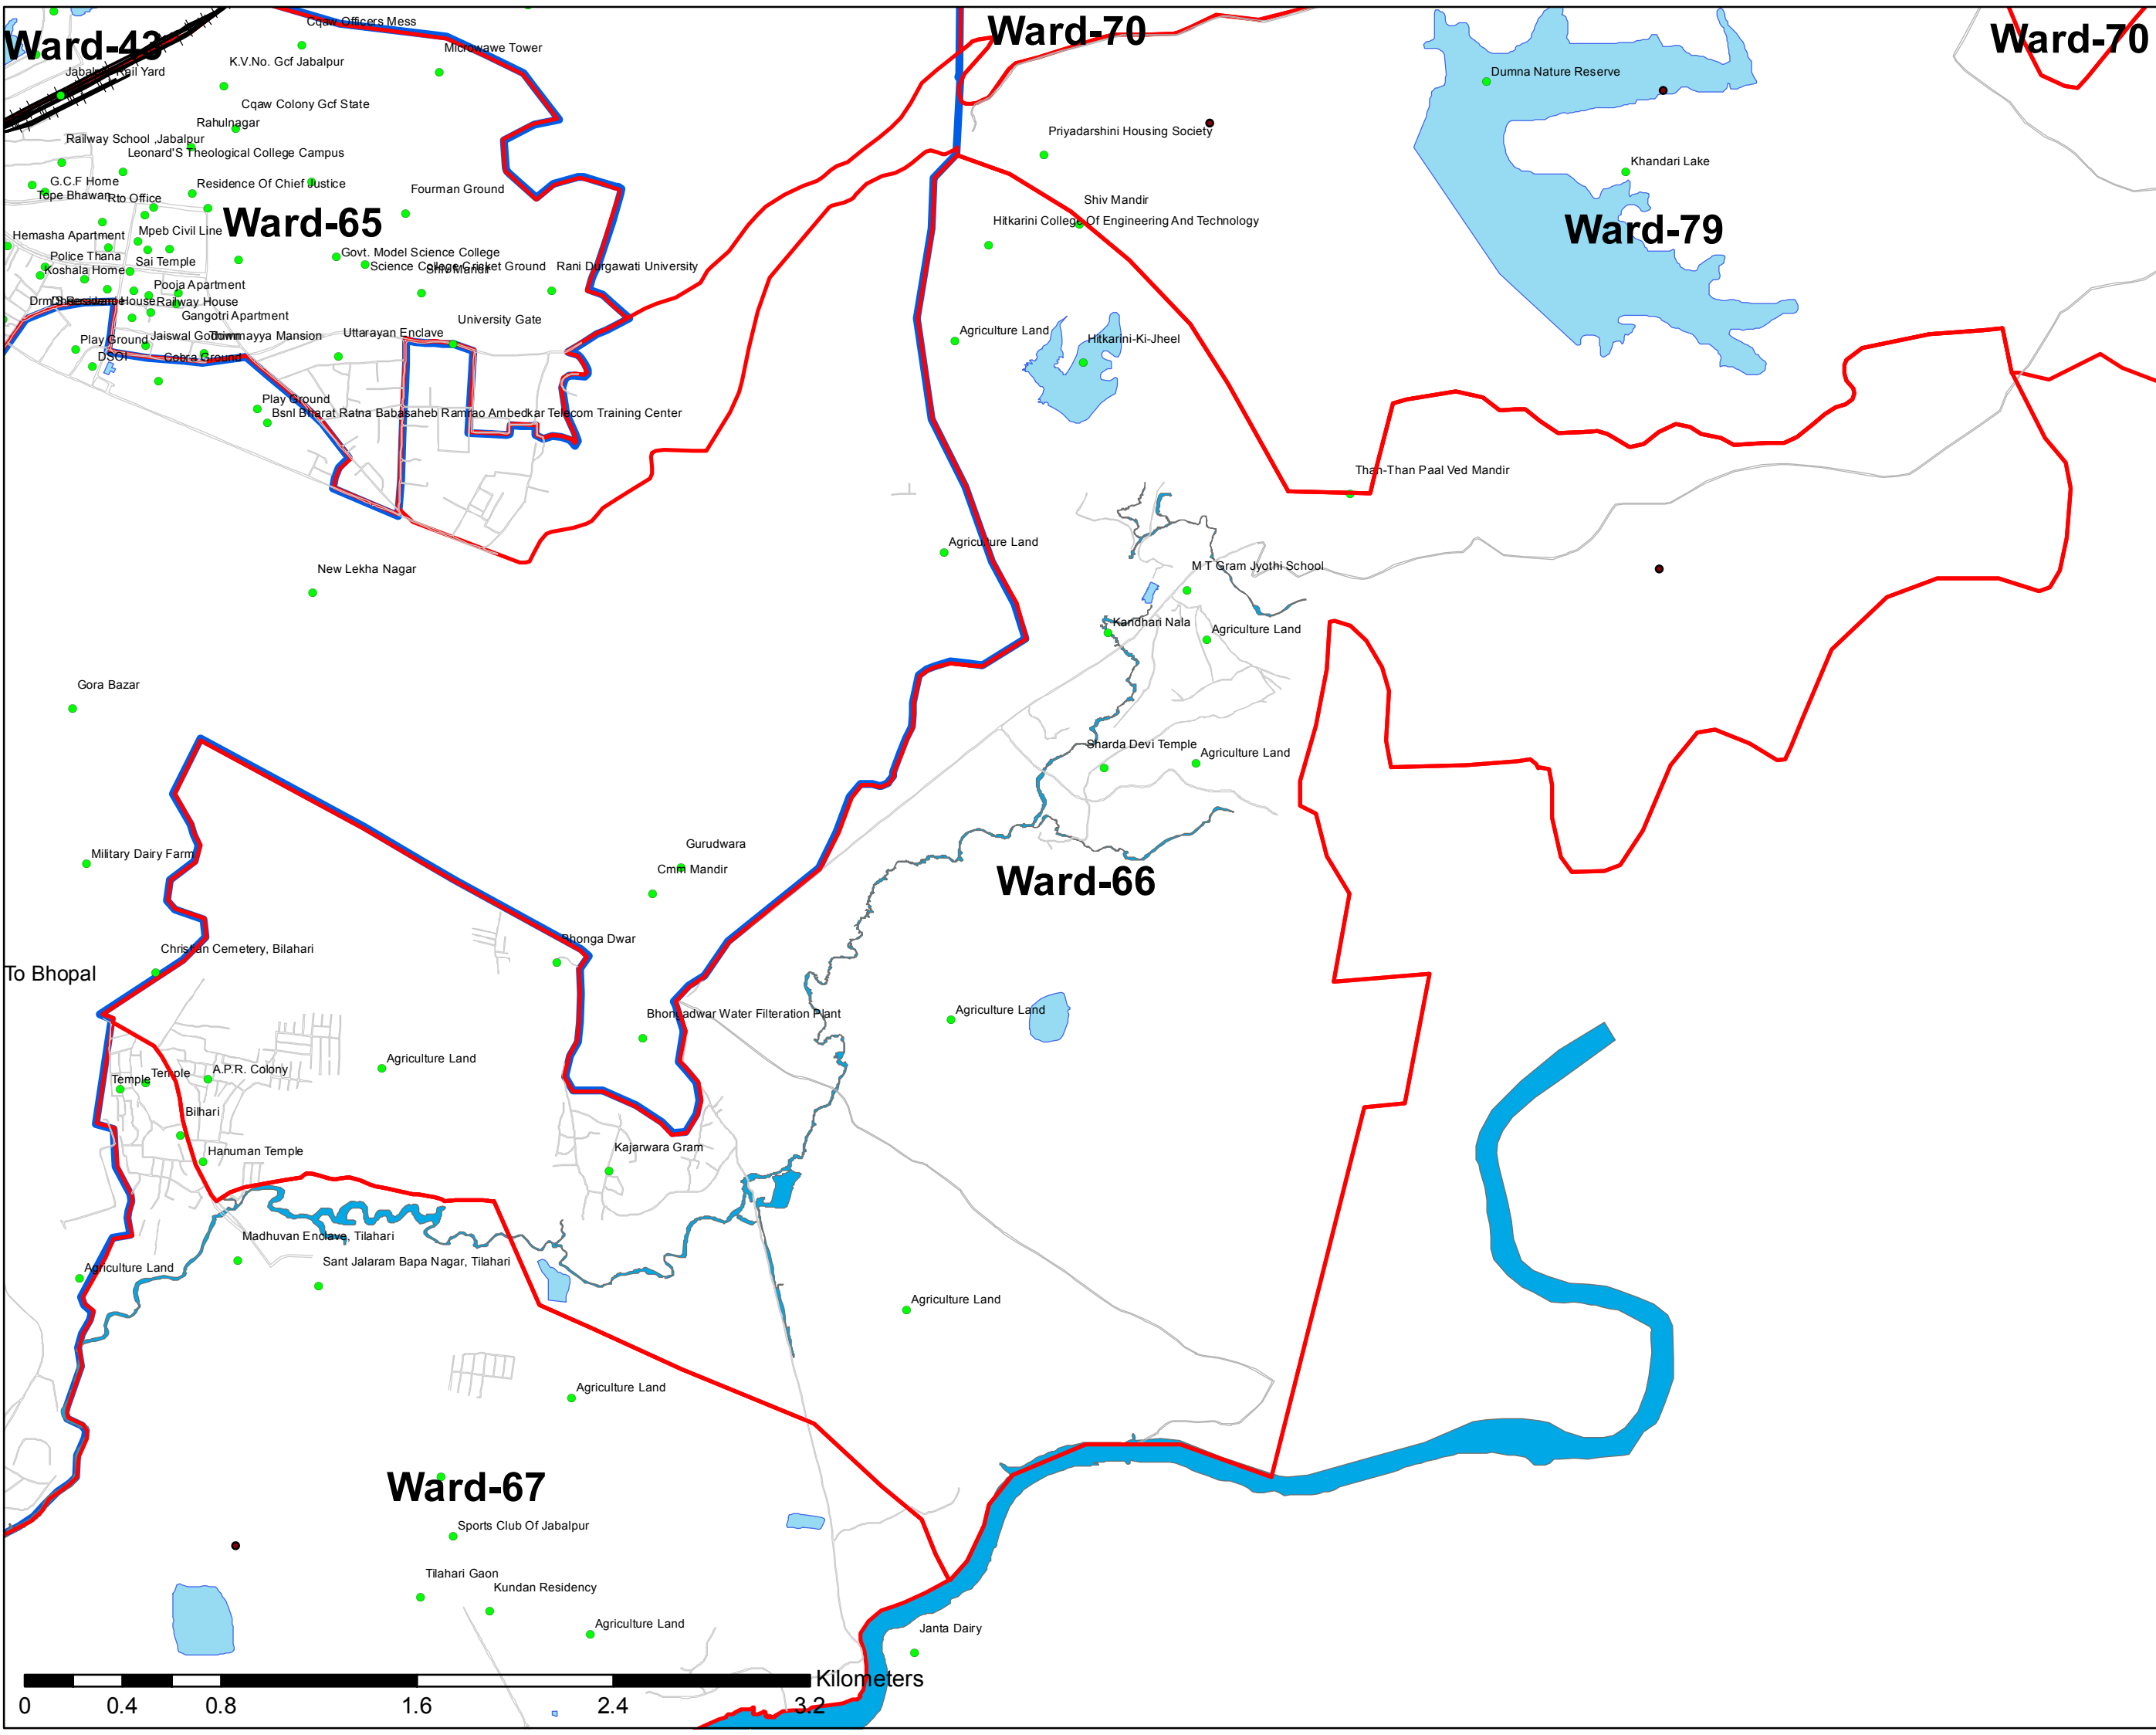 Cqaw Officers Mess
Ward-70
Ward-70
Ward-43
Microwawe Tower
K.V.No. Gcf Jabalpur
Jabalpur Rail Yard
Dumna Nature Reserve
Cqaw Colony Gcf State
Rahulnagar
Priyadarshini Housing Society
Railway School ,Jabalpur
Leonard'S Theological College Campus
Khandari Lake
G.C.F Home
Residence Of Chief Justice
Fourman Ground
Tope Bhawan
Rto Office
Shiv Mandir
Ward-65
Hitkarini College Of Engineering And Technology
Ward-79
Hemasha Apartment
Mpeb Civil Line
Govt. Model Science College
Police Thana
Sai Temple
Science College Cricket Ground
Shiv Mandir
Rani Durgawati University
Koshala Home
Pooja Apartment
Railway House
Gangotri Apartment
University Gate
Uttarayan Enclave
Agriculture Land
Hitkarini-Ki-Jheel
Play Ground
Jaiswal Godown
Thinmayya Mansion
DSOI
Cobra Ground
Play Ground
Bsnl Bharat Ratna Babasaheb Ramrao Ambedkar Telecom Training Center
Than-Than Paal Ved Mandir
Agriculture Land
New Lekha Nagar
M T Gram Jyothi School
Kandhari Nala
Agriculture Land
Gora Bazar
Sharda Devi Temple
Agriculture Land
Gurudwara
Military Dairy Farm
Cmm Mandir
Ward-66
Bhonga Dwar
Christian Cemetery, Bilahari
To Bhopal
Bhongadwar Water Filteration Plant
Agriculture Land
Agriculture Land
Temple
Temple
A.P.R. Colony
Bilhari
Hanuman Temple
Kajarwara Gram
Madhuvan Enclave, Tilahari
Sant Jalaram Bapa Nagar, Tilahari
Agriculture Land
Agriculture Land
Agriculture Land
Ward-67
Sports Club Of Jabalpur
Tilahari Gaon
Kundan Residency
Agriculture Land
Janta Dairy
Kilometers
0 0.4 0.8 1.6 2.4 3.2